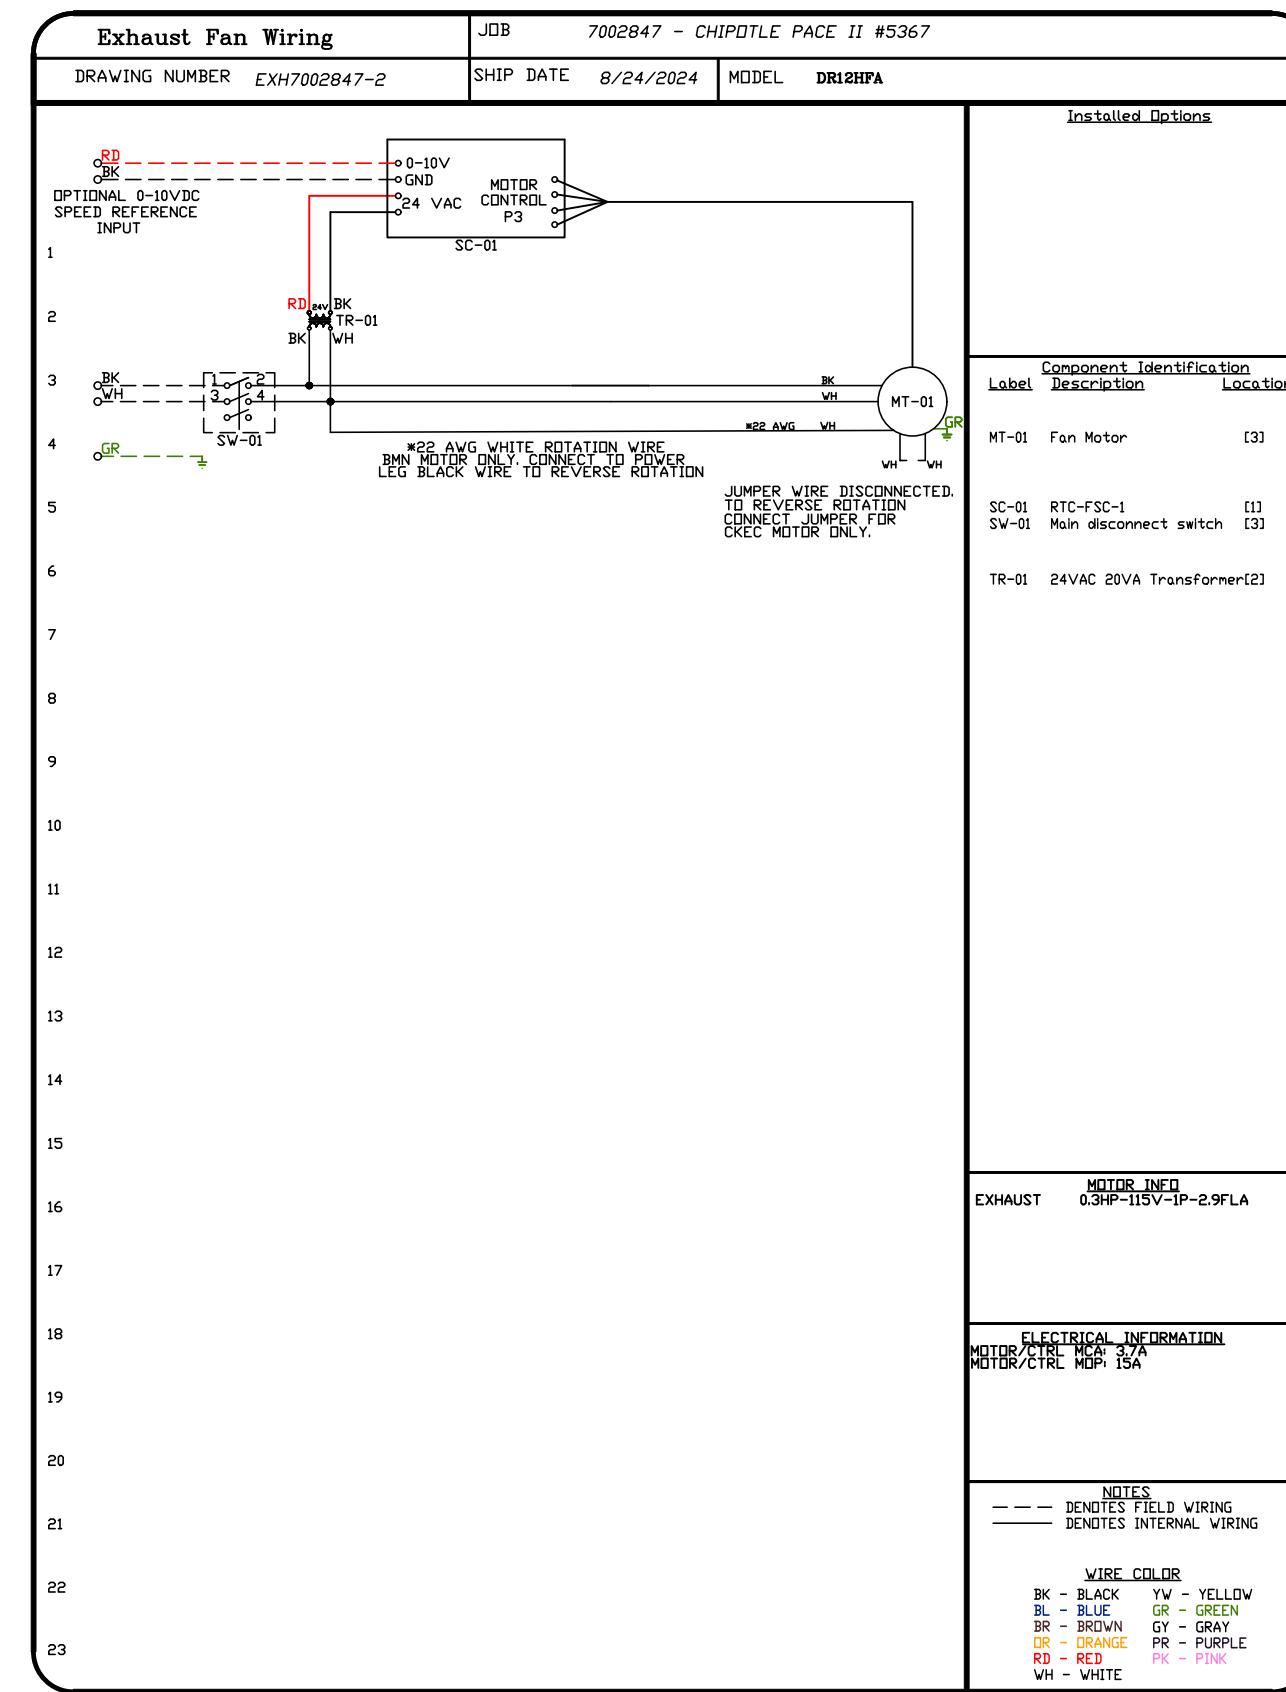 Exhaust Fan Wiring
JOB 7002847 - CHIPOTLE PACE II #5367
DRAWING NUMBER EXH7002847-2
SHIP DATE 8/24/2024
MODEL DR12HFA
RD
BK
OPTIONAL 0-10VDC
SPEED REFERENCE
INPUT
0-10V
GND
24 VAC
MOTOR
CONTROL
P3
SC-01
RD 24V BK
TR-01
BK WH
BK
WH
1 2
3 4
SW-01
GR
BK
WH
*22 AWG WH
MT-01
GR
WH WH
*22 AWG WHITE ROTATION WIRE
BMN MOTOR ONLY. CONNECT TO POWER
LEG BLACK WIRE TO REVERSE ROTATION
JUMPER WIRE DISCONNECTED.
TO REVERSE ROTATION
CONNECT JUMPER FOR
CKEC MOTOR ONLY.
1
2
3
4
5
6
7
8
9
10
11
12
13
14
15
16
17
18
19
20
21
22
23
Installed Options
Component Identification
Label Description Location
MT-01 Fan Motor [3]
SC-01 RTC-FSC-1 [1]
SW-01 Main disconnect switch [3]
TR-01 24VAC 20VA Transformer[2]
MOTOR INFO
EXHAUST 0.3HP-115V-1P-2.9FLA
ELECTRICAL INFORMATION
MOTOR/CTRL MCA: 3.7A
MOTOR/CTRL MOP: 15A
NOTES
DENOTES FIELD WIRING
DENOTES INTERNAL WIRING
WIRE COLOR
BK - BLACK YW - YELLOW
BL - BLUE GR - GREEN
BR - BROWN GY - GRAY
OR - ORANGE PR - PURPLE
RD - RED PK - PINK
WH - WHITE